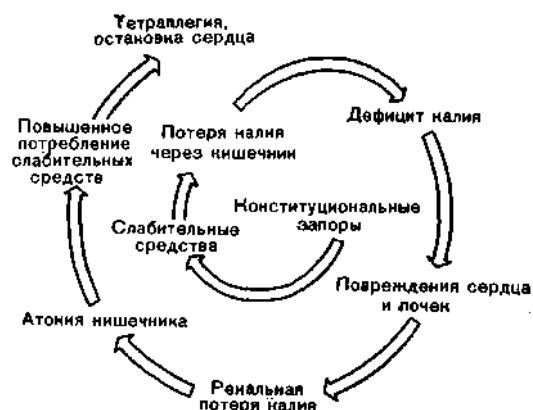 Тетраплегия,
остановка сердца
Повышенное
потребление
слабительных
средств
Потеря калия
через кишечник
Дефицит калия
Слабительные
средства
Конституциональные
запоры
Повреждения сердца
и почек
Атония кишечника
Ренальная
потеря калия